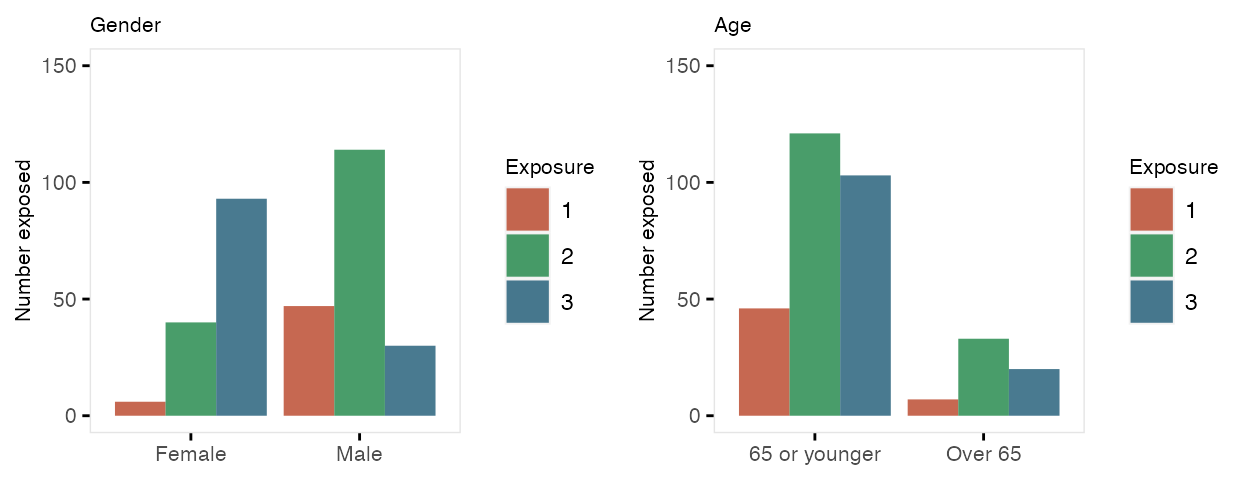 Gender
150
100
50
0
Number exposed
Female Male
Exposure
1
2
3
Age
150
100
50
0
Number exposed
65 or younger Over 65
Exposure
1
2
3